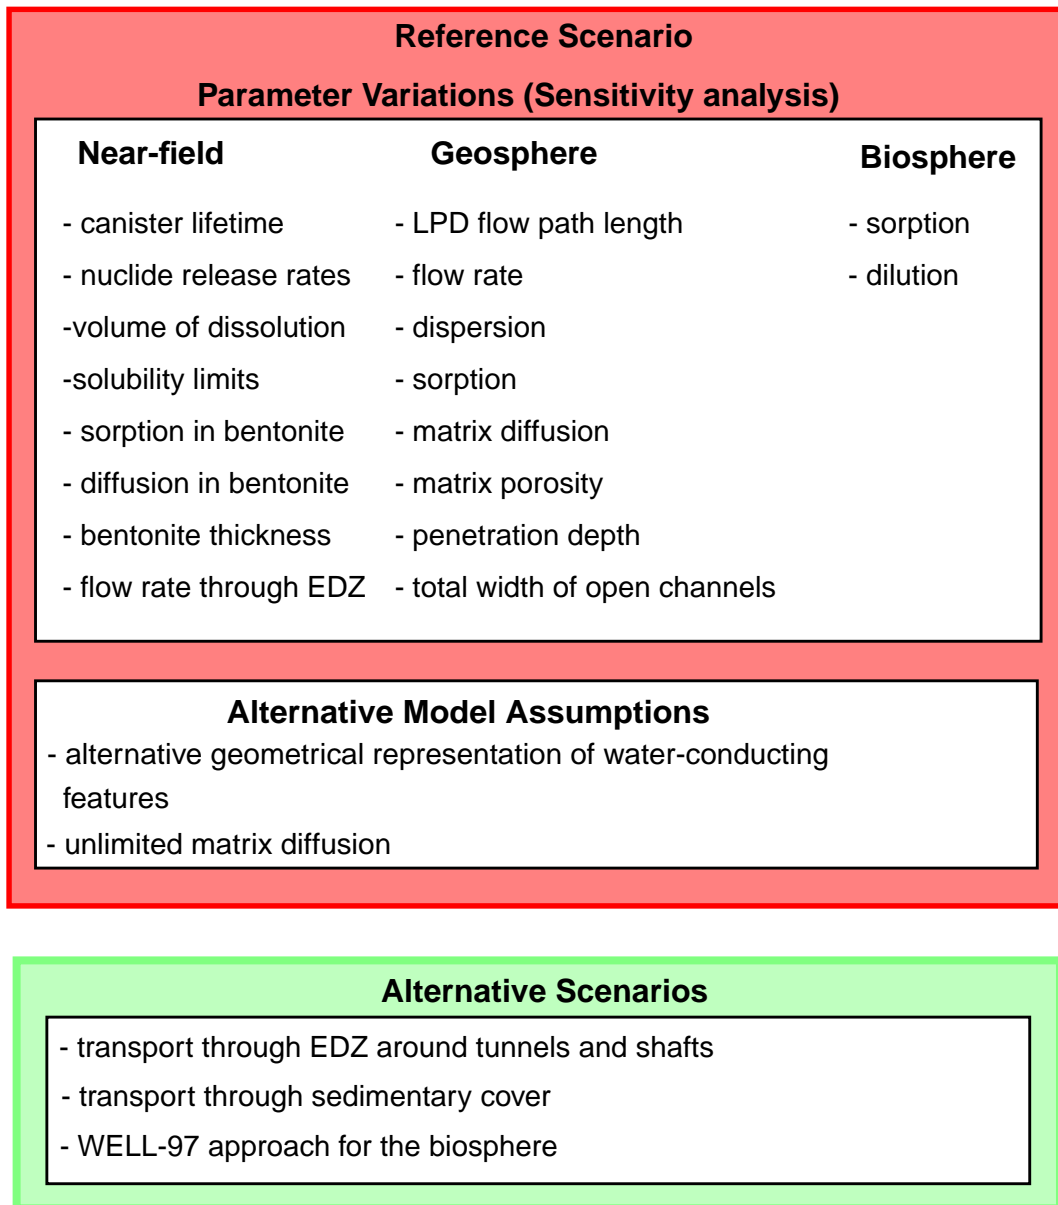 Reference Scenario
Parameter Variations (Sensitivity analysis)
Near-field
- canister lifetime
- nuclide release rates
-volume of dissolution
-solubility limits
- sorption in bentonite
- diffusion in bentonite
- bentonite thickness
- flow rate through EDZ
Geosphere
- LPD flow path length
- flow rate
- dispersion
- sorption
- matrix diffusion
- matrix porosity
- penetration depth
- total width of open channels
Biosphere
- sorption
- dilution
Alternative Model Assumptions
- alternative geometrical representation of water-conducting
features
- unlimited matrix diffusion
Alternative Scenarios
- transport through EDZ around tunnels and shafts
- transport through sedimentary cover
- WELL-97 approach for the biosphere